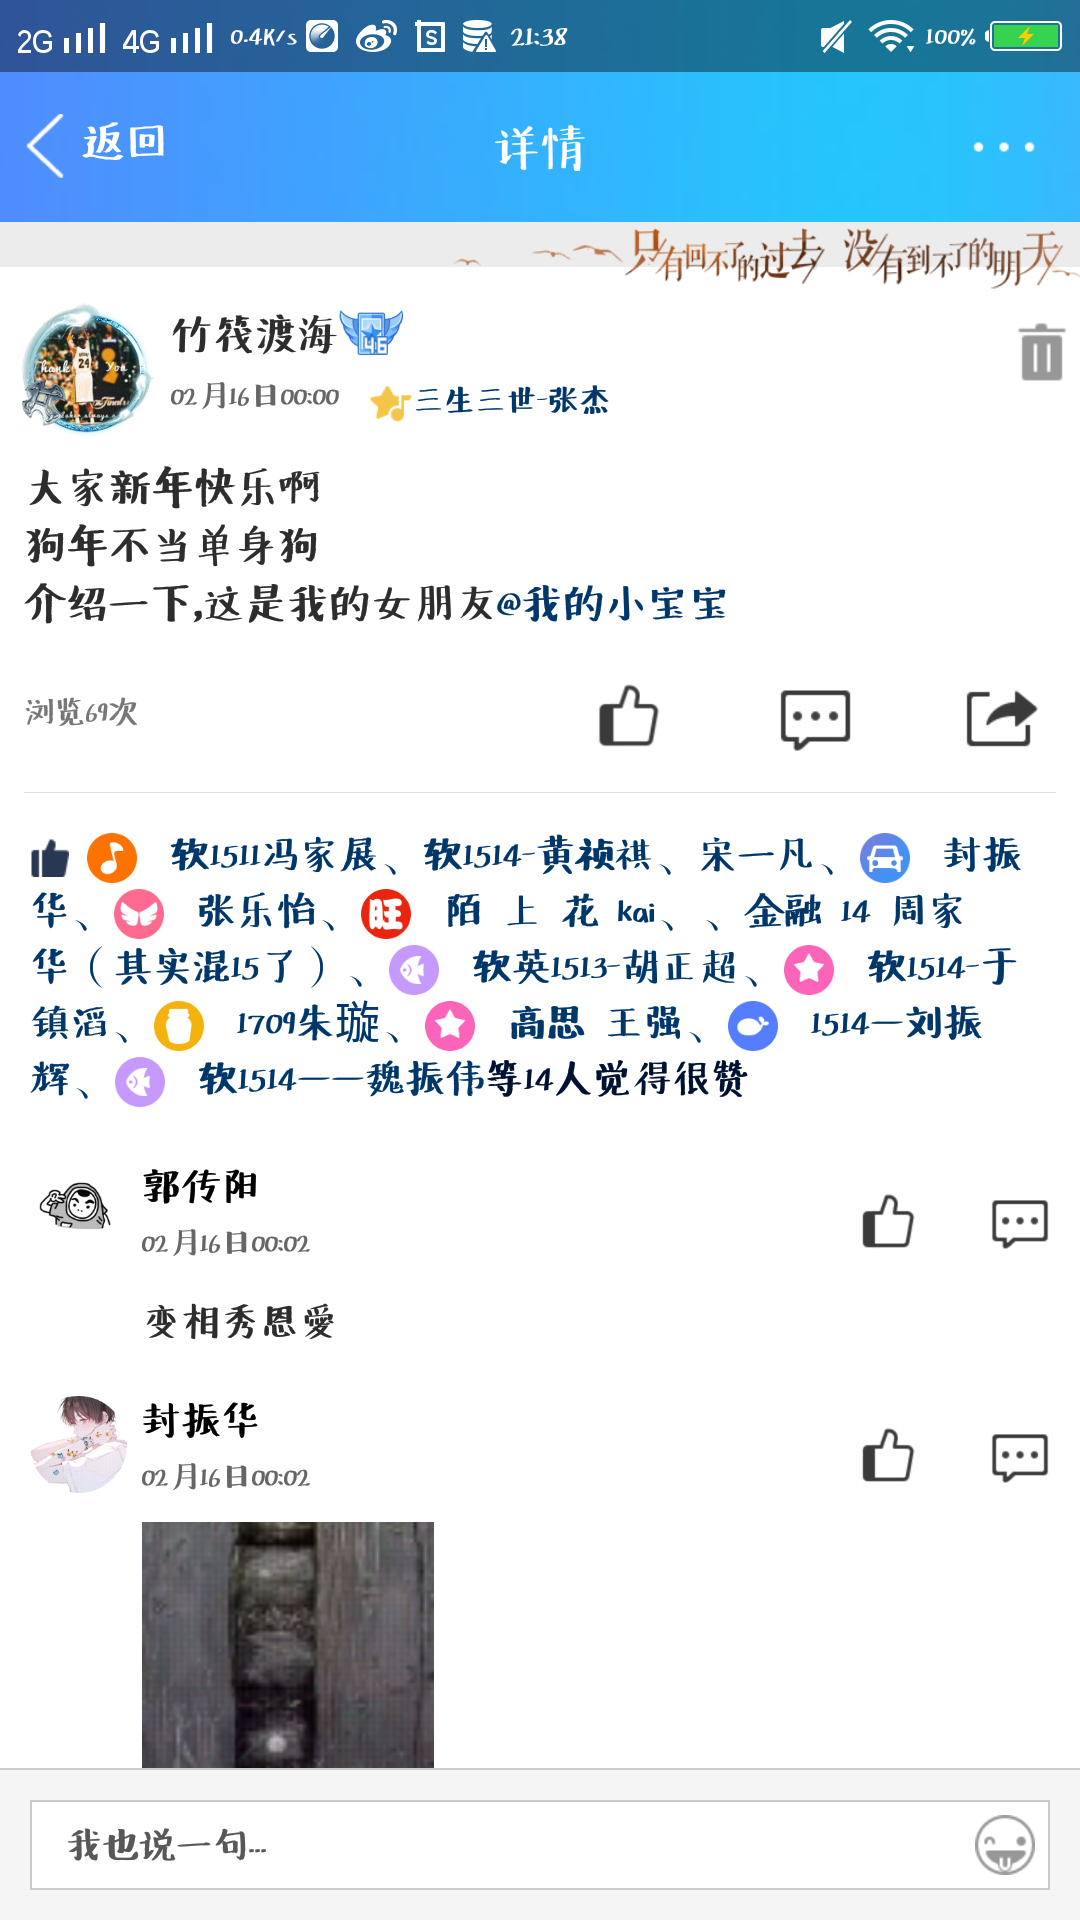 2G 4G 0.4K/s 21:38 100%
返回 详情
只有回不了的过去 没有到不了的明天
竹筏渡海 46
02月16日00:00 三生三世-张杰
大家新年快乐啊
狗年不当单身狗
介绍一下,这是我的女朋友@我的小宝宝
浏览69次
软1511冯家展、软1514-黄祯祺、宋一凡、 封振
华、 张乐怡、旺 陌 上 花 kai、、金融 14 周家
华（其实混15了）、 软英1513-胡正超、 软1514-于
镇滔、 1709朱璇、 高思 王强、 1514—刘振
辉、 软1514——魏振伟等14人觉得很赞
郭传阳
02月16日00:02
变相秀恩愛
封振华
02月16日00:02
我也说一句...